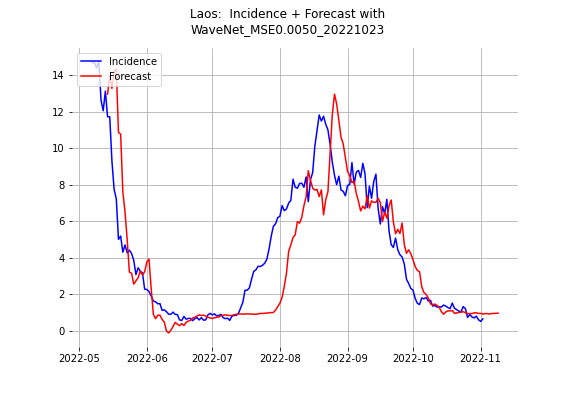 Laos:  Incidence + Forecast with
WaveNet_MSE0.0050_20221023
Incidence
Forecast
14
12
10
8
6
4
2
0
2022-05 2022-06 2022-07 2022-08 2022-09 2022-10 2022-11